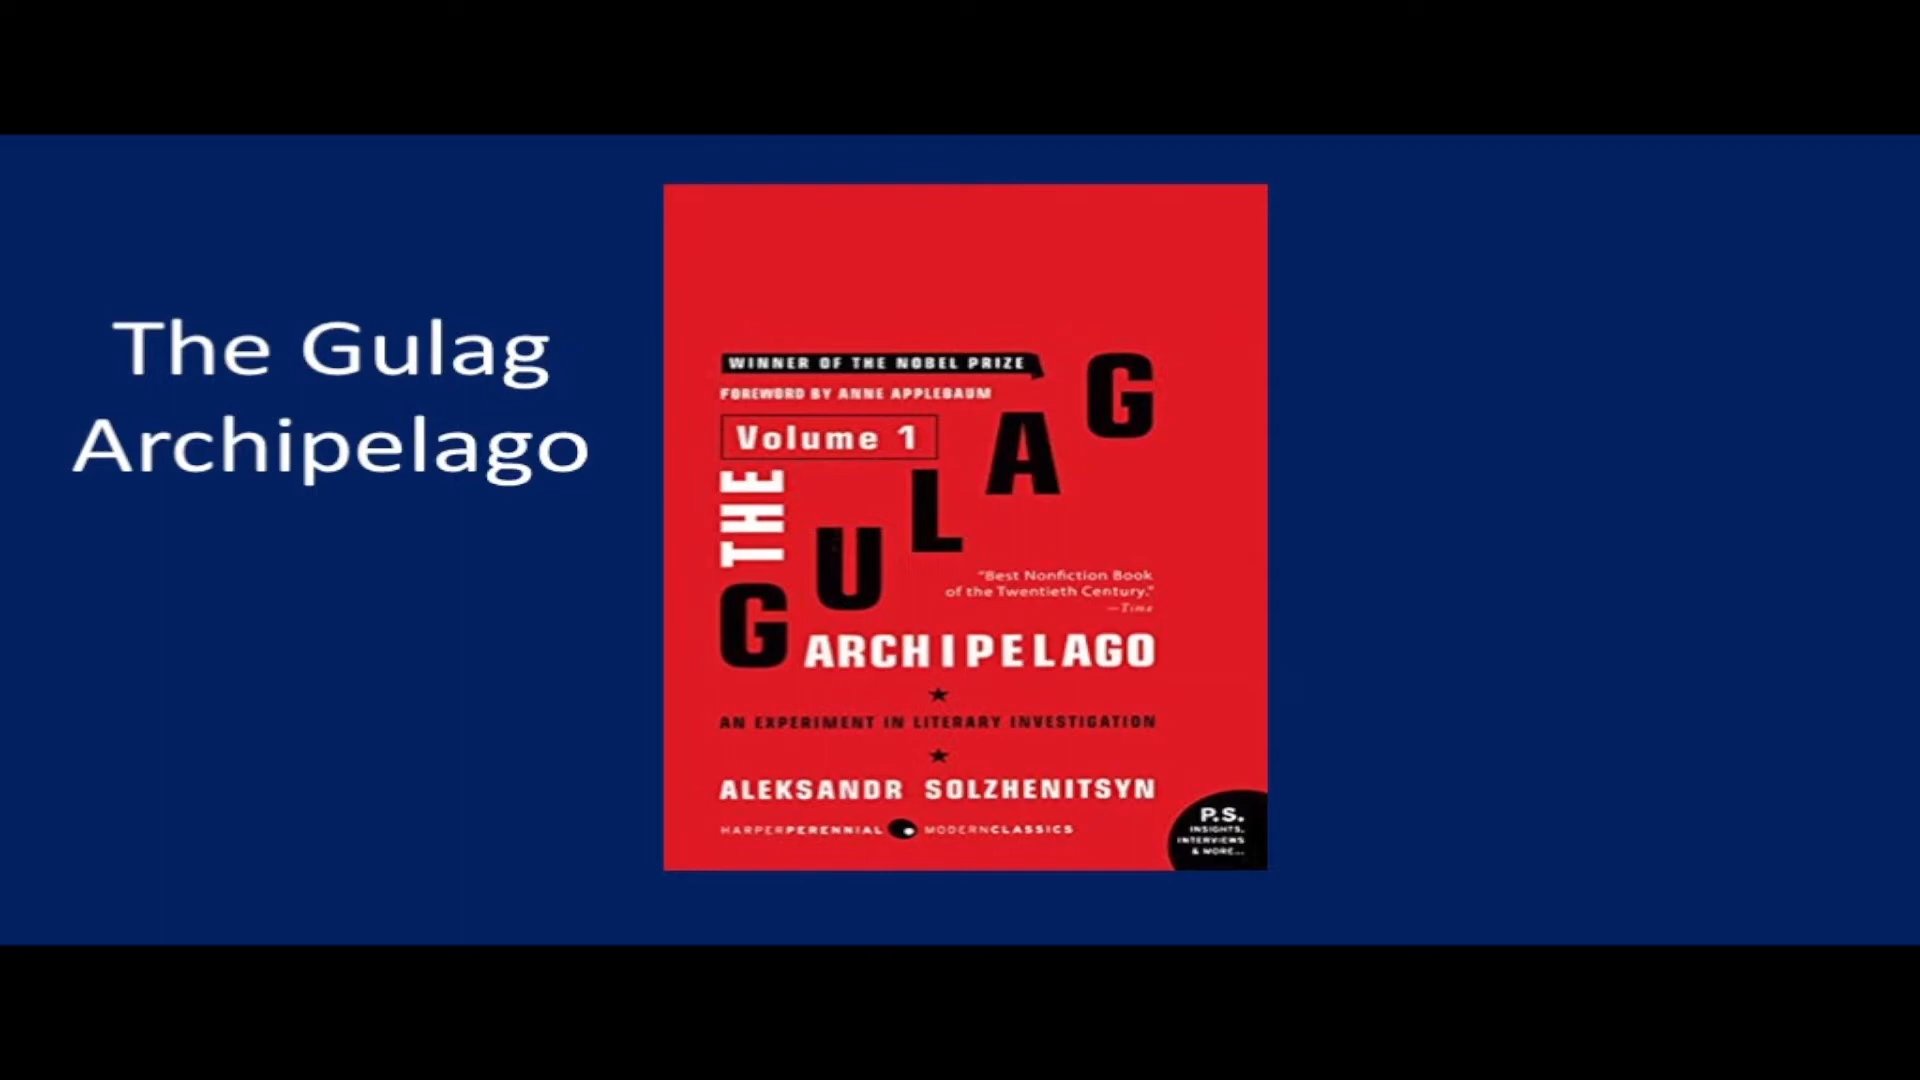 The Gulag
Archipelago
WINNER OF THE NOBEL PRIZE
FOREWORD BY ANNE APPLEBAUM
Volume 1
THE
GULAG
"Best Nonfiction Book
of the Twentieth Century."
—Time
ARCHIPELAGO
AN EXPERIMENT IN LITERARY INVESTIGATION
ALEKSANDR SOLZHENITSYN
HARPERPERENNIAL MODERNCLASSICS
P.S.
INSIGHTS,
INTERVIEWS
& MORE...